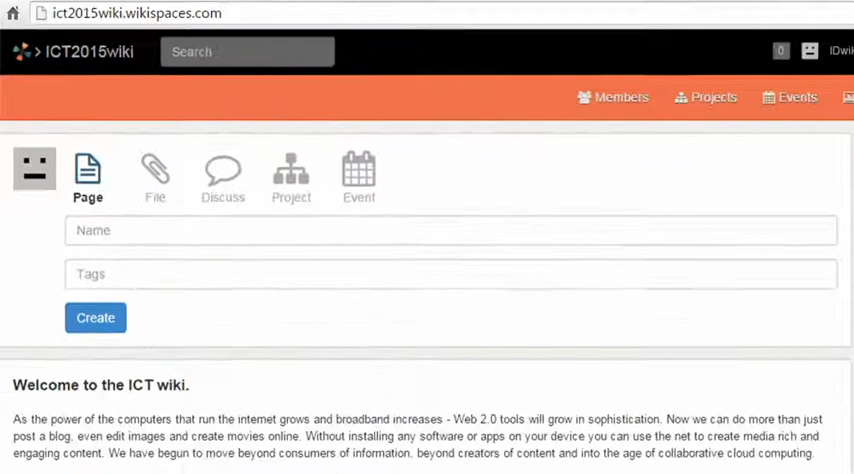 ict2015wiki.wikispaces.com
ICT2015wiki Search 0 IDwik
Members Projects Events
Page File Discuss Project Event
Name
Tags
Create
Welcome to the ICT wiki.
As the power of the computers that run the internet grows and broadband increases - Web 2.0 tools will grow in sophistication. Now we can do more than just
post a blog, even edit images and create movies online. Without installing any software or apps on your device you can use the net to create media rich and
engaging content. We have begun to move beyond consumers of information, beyond creators of content and into the age of collaborative cloud computing.